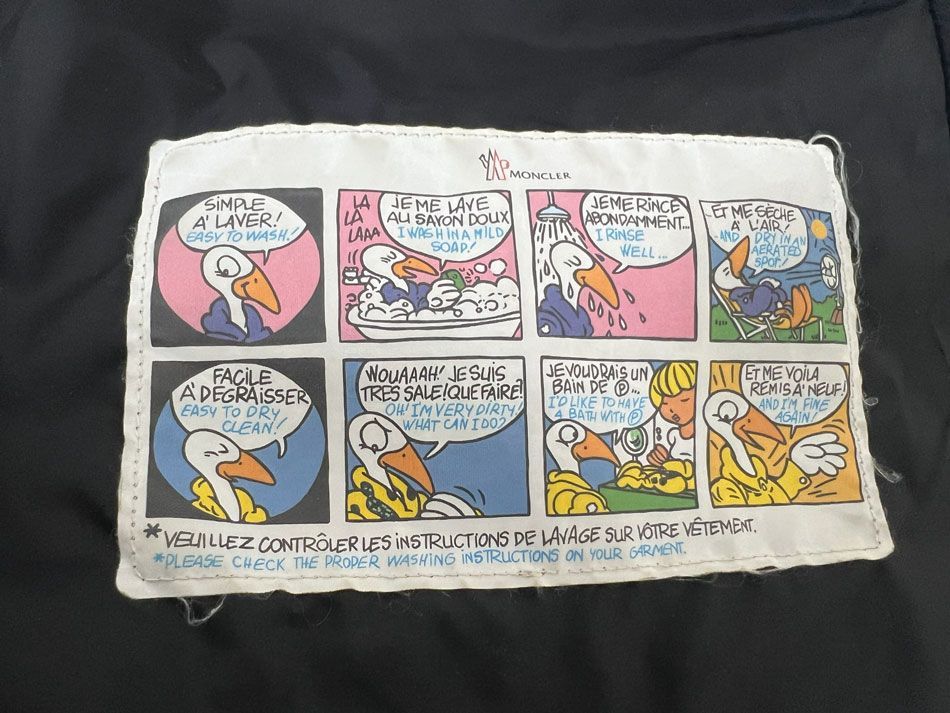 MONCLER
SIMPLE
A' LAVER!
EASY TO WASH!
LA
LA
LAAA
JE ME LAVE
AU SAVON DOUX
I WASH IN A MILD
SOAP!
JE ME RINCE
ABONDAMMENT...
I RINSE
WELL...
...ET ME SÈCHE
À L'AIR!
...AND DRY IN AN
AERATED
SPOT!
FACILE
A' DEGRAISSER
EASY TO DRY
CLEAN!
WOUAAAH! JE SUIS
TRES SALE! QUE FAIRE?
OH! I'M VERY DIRTY!
WHAT CAN I DO?
JE VOUDRAIS UN
BAIN DE Ⓟ...
I'D LIKE TO HAVE
A BATH WITH Ⓟ
ET ME VOILA
REMIS A' NEUF!
AND I'M FINE
AGAIN!
*VEUILLEZ CONTRÔLER LES INSTRUCTIONS DE LAVAGE SUR VÔTRE VÊTEMENT.
*PLEASE CHECK THE PROPER WASHING INSTRUCTIONS ON YOUR GARMENT.